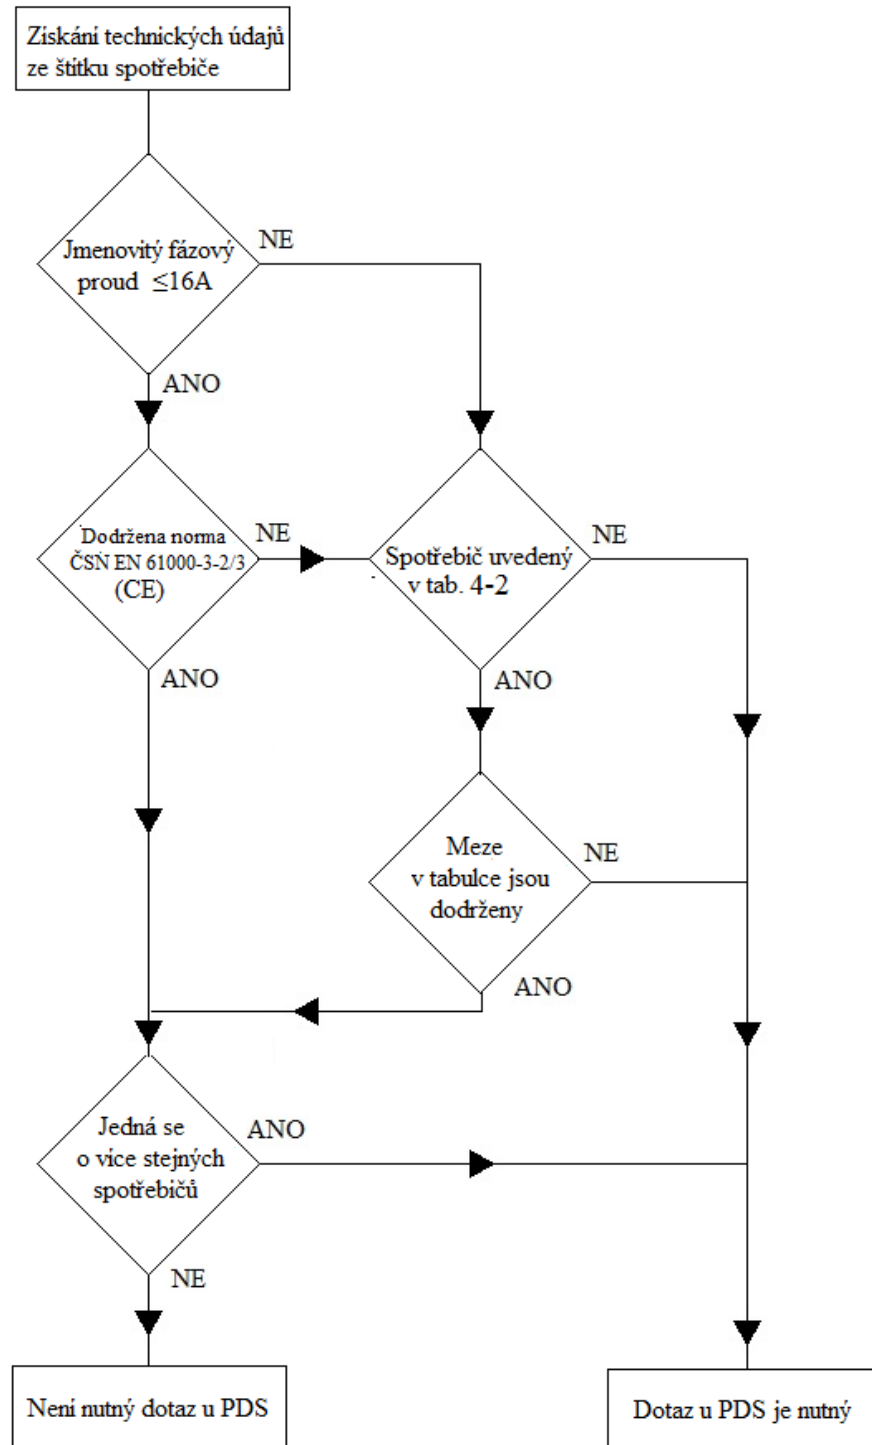 Získání technických údajů
ze štítku spotřebiče
NE
Jmenovitý fázový
proud ≤16A
ANO
Dodržena norma
ČSN EN 61000-3-2/3
(CE)
NE
Spotřebič uvedený
v tab. 4-2
NE
ANO
ANO
Meze
v tabulce jsou
dodrženy
NE
ANO
Jedná se
o více stejných
spotřebičů
ANO
NE
Není nutný dotaz u PDS
Dotaz u PDS je nutný